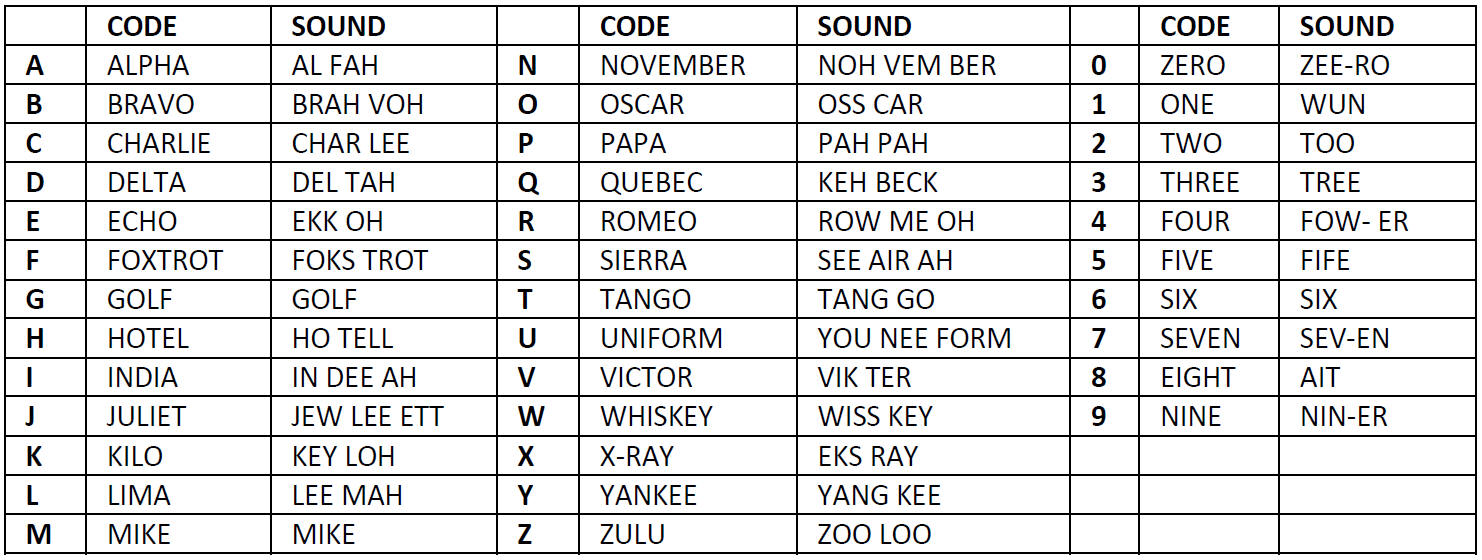 CODE SOUND CODE SOUND CODE SOUND
A ALPHA AL FAH N NOVEMBER NOH VEM BER 0 ZERO ZEE-RO
B BRAVO BRAH VOH O OSCAR OSS CAR 1 ONE WUN
C CHARLIE CHAR LEE P PAPA PAH PAH 2 TWO TOO
D DELTA DEL TAH Q QUEBEC KEH BECK 3 THREE TREE
E ECHO EKK OH R ROMEO ROW ME OH 4 FOUR FOW- ER
F FOXTROT FOKS TROT S SIERRA SEE AIR AH 5 FIVE FIFE
G GOLF GOLF T TANGO TANG GO 6 SIX SIX
H HOTEL HO TELL U UNIFORM YOU NEE FORM 7 SEVEN SEV-EN
I INDIA IN DEE AH V VICTOR VIK TER 8 EIGHT AIT
J JULIET JEW LEE ETT W WHISKEY WISS KEY 9 NINE NIN-ER
K KILO KEY LOH X X-RAY EKS RAY
L LIMA LEE MAH Y YANKEE YANG KEE
M MIKE MIKE Z ZULU ZOO LOO